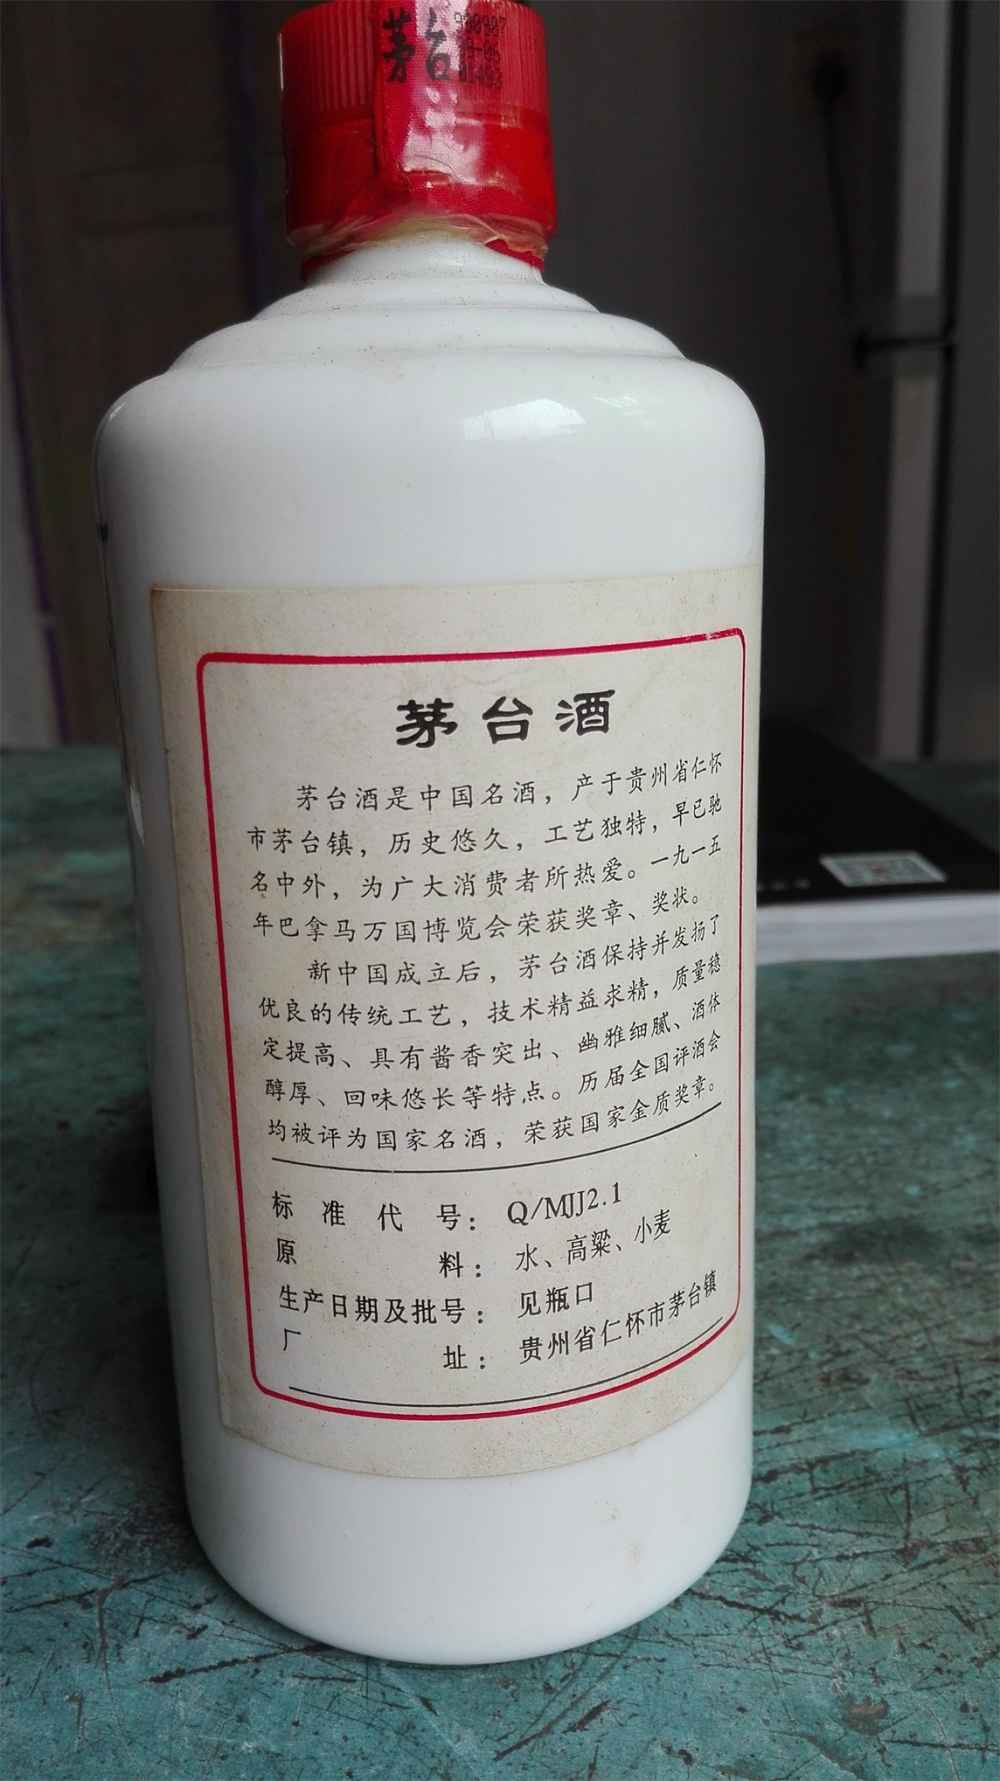 茅台
茅台酒
茅台酒是中国名酒，产于贵州省仁怀
市茅台镇，历史悠久，工艺独特，早已驰
名中外，为广大消费者所热爱。一九一五
年巴拿马万国博览会荣获奖章、奖状。
新中国成立后，茅台酒保持并发扬了
优良的传统工艺，技术精益求精，质量稳
定提高、具有酱香突出、幽雅细腻、酒体
醇厚、回味悠长等特点。历届全国评酒会
均被评为国家名酒，荣获国家金质奖章。
标准代号：Q/MJJ2.1
原料：水、高粱、小麦
生产日期及批号：见瓶口
厂址：贵州省仁怀市茅台镇